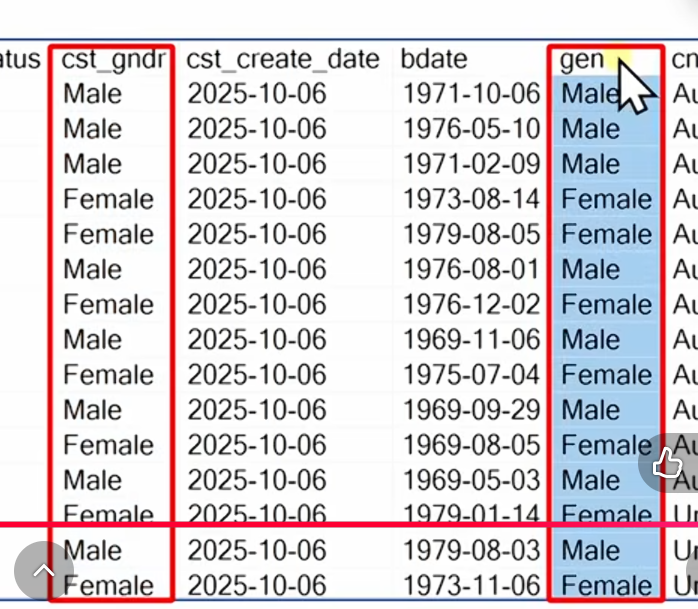 atus cst_gndr cst_create_date bdate gen cn
Male 2025-10-06 1971-10-06 Male Au
Male 2025-10-06 1976-05-10 Male Au
Male 2025-10-06 1971-02-09 Male Au
Female 2025-10-06 1973-08-14 Female Au
Female 2025-10-06 1979-08-05 Female Au
Male 2025-10-06 1976-08-01 Male Au
Female 2025-10-06 1976-12-02 Female Au
Male 2025-10-06 1969-11-06 Male Au
Female 2025-10-06 1975-07-04 Female Au
Male 2025-10-06 1969-09-29 Male Au
Female 2025-10-06 1969-08-05 Female Au
Male 2025-10-06 1969-05-03 Male Au
Female 2025-10-06 1979-01-14 Female Un
Male 2025-10-06 1979-08-03 Male Un
Female 2025-10-06 1973-11-06 Female Un